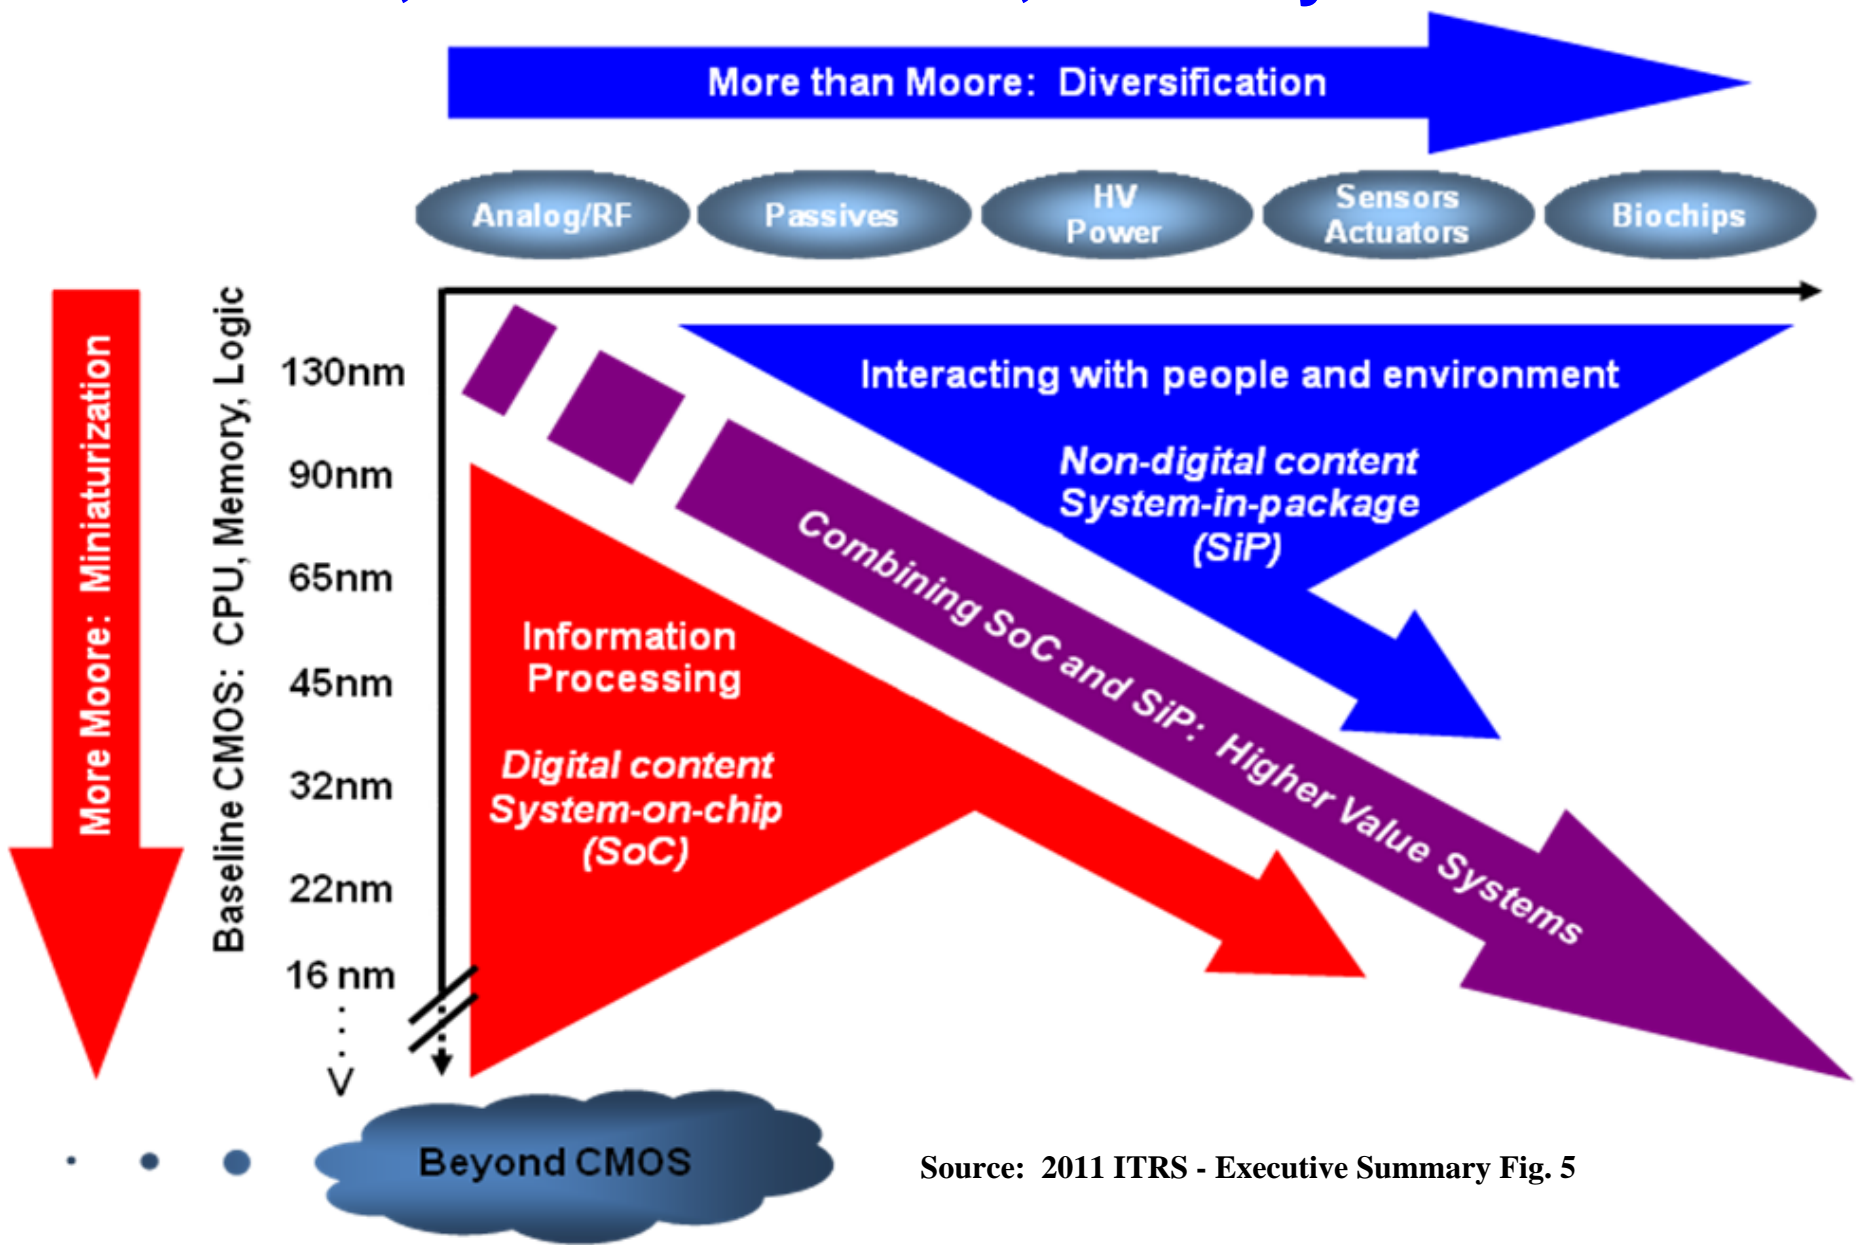 More than Moore: Diversification
Analog/RF
Passives
HV
Power
Sensors
Actuators
Biochips
More Moore: Miniaturization
Baseline CMOS: CPU, Memory, Logic
130nm
90nm
65nm
45nm
32nm
22nm
16 nm
Interacting with people and environment
Non-digital content
System-in-package
(SiP)
Combining SoC and SiP: Higher Value Systems
Information
Processing
Digital content
System-on-chip
(SoC)
Beyond CMOS
Source: 2011 ITRS - Executive Summary Fig. 5